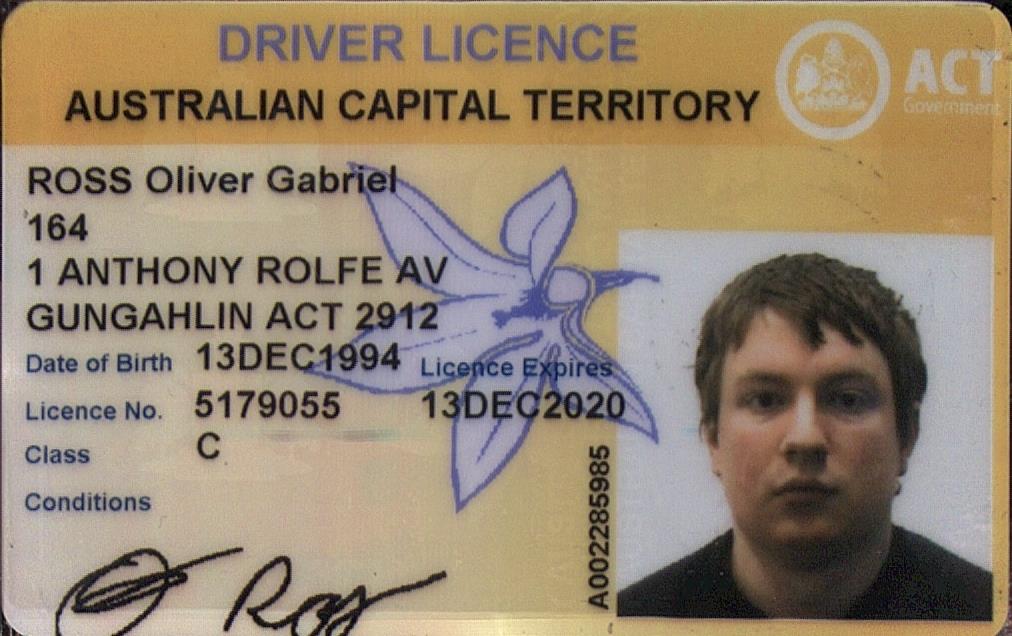 DRIVER LICENCE
AUSTRALIAN CAPITAL TERRITORY
ACT
Government
ROSS Oliver Gabriel
164
1 ANTHONY ROLFE AV
GUNGAHLIN ACT 2912
Date of Birth 13DEC1994
Licence Expires
Licence No. 5179055 13DEC2020
Class C
Conditions
A002285985
O Ross